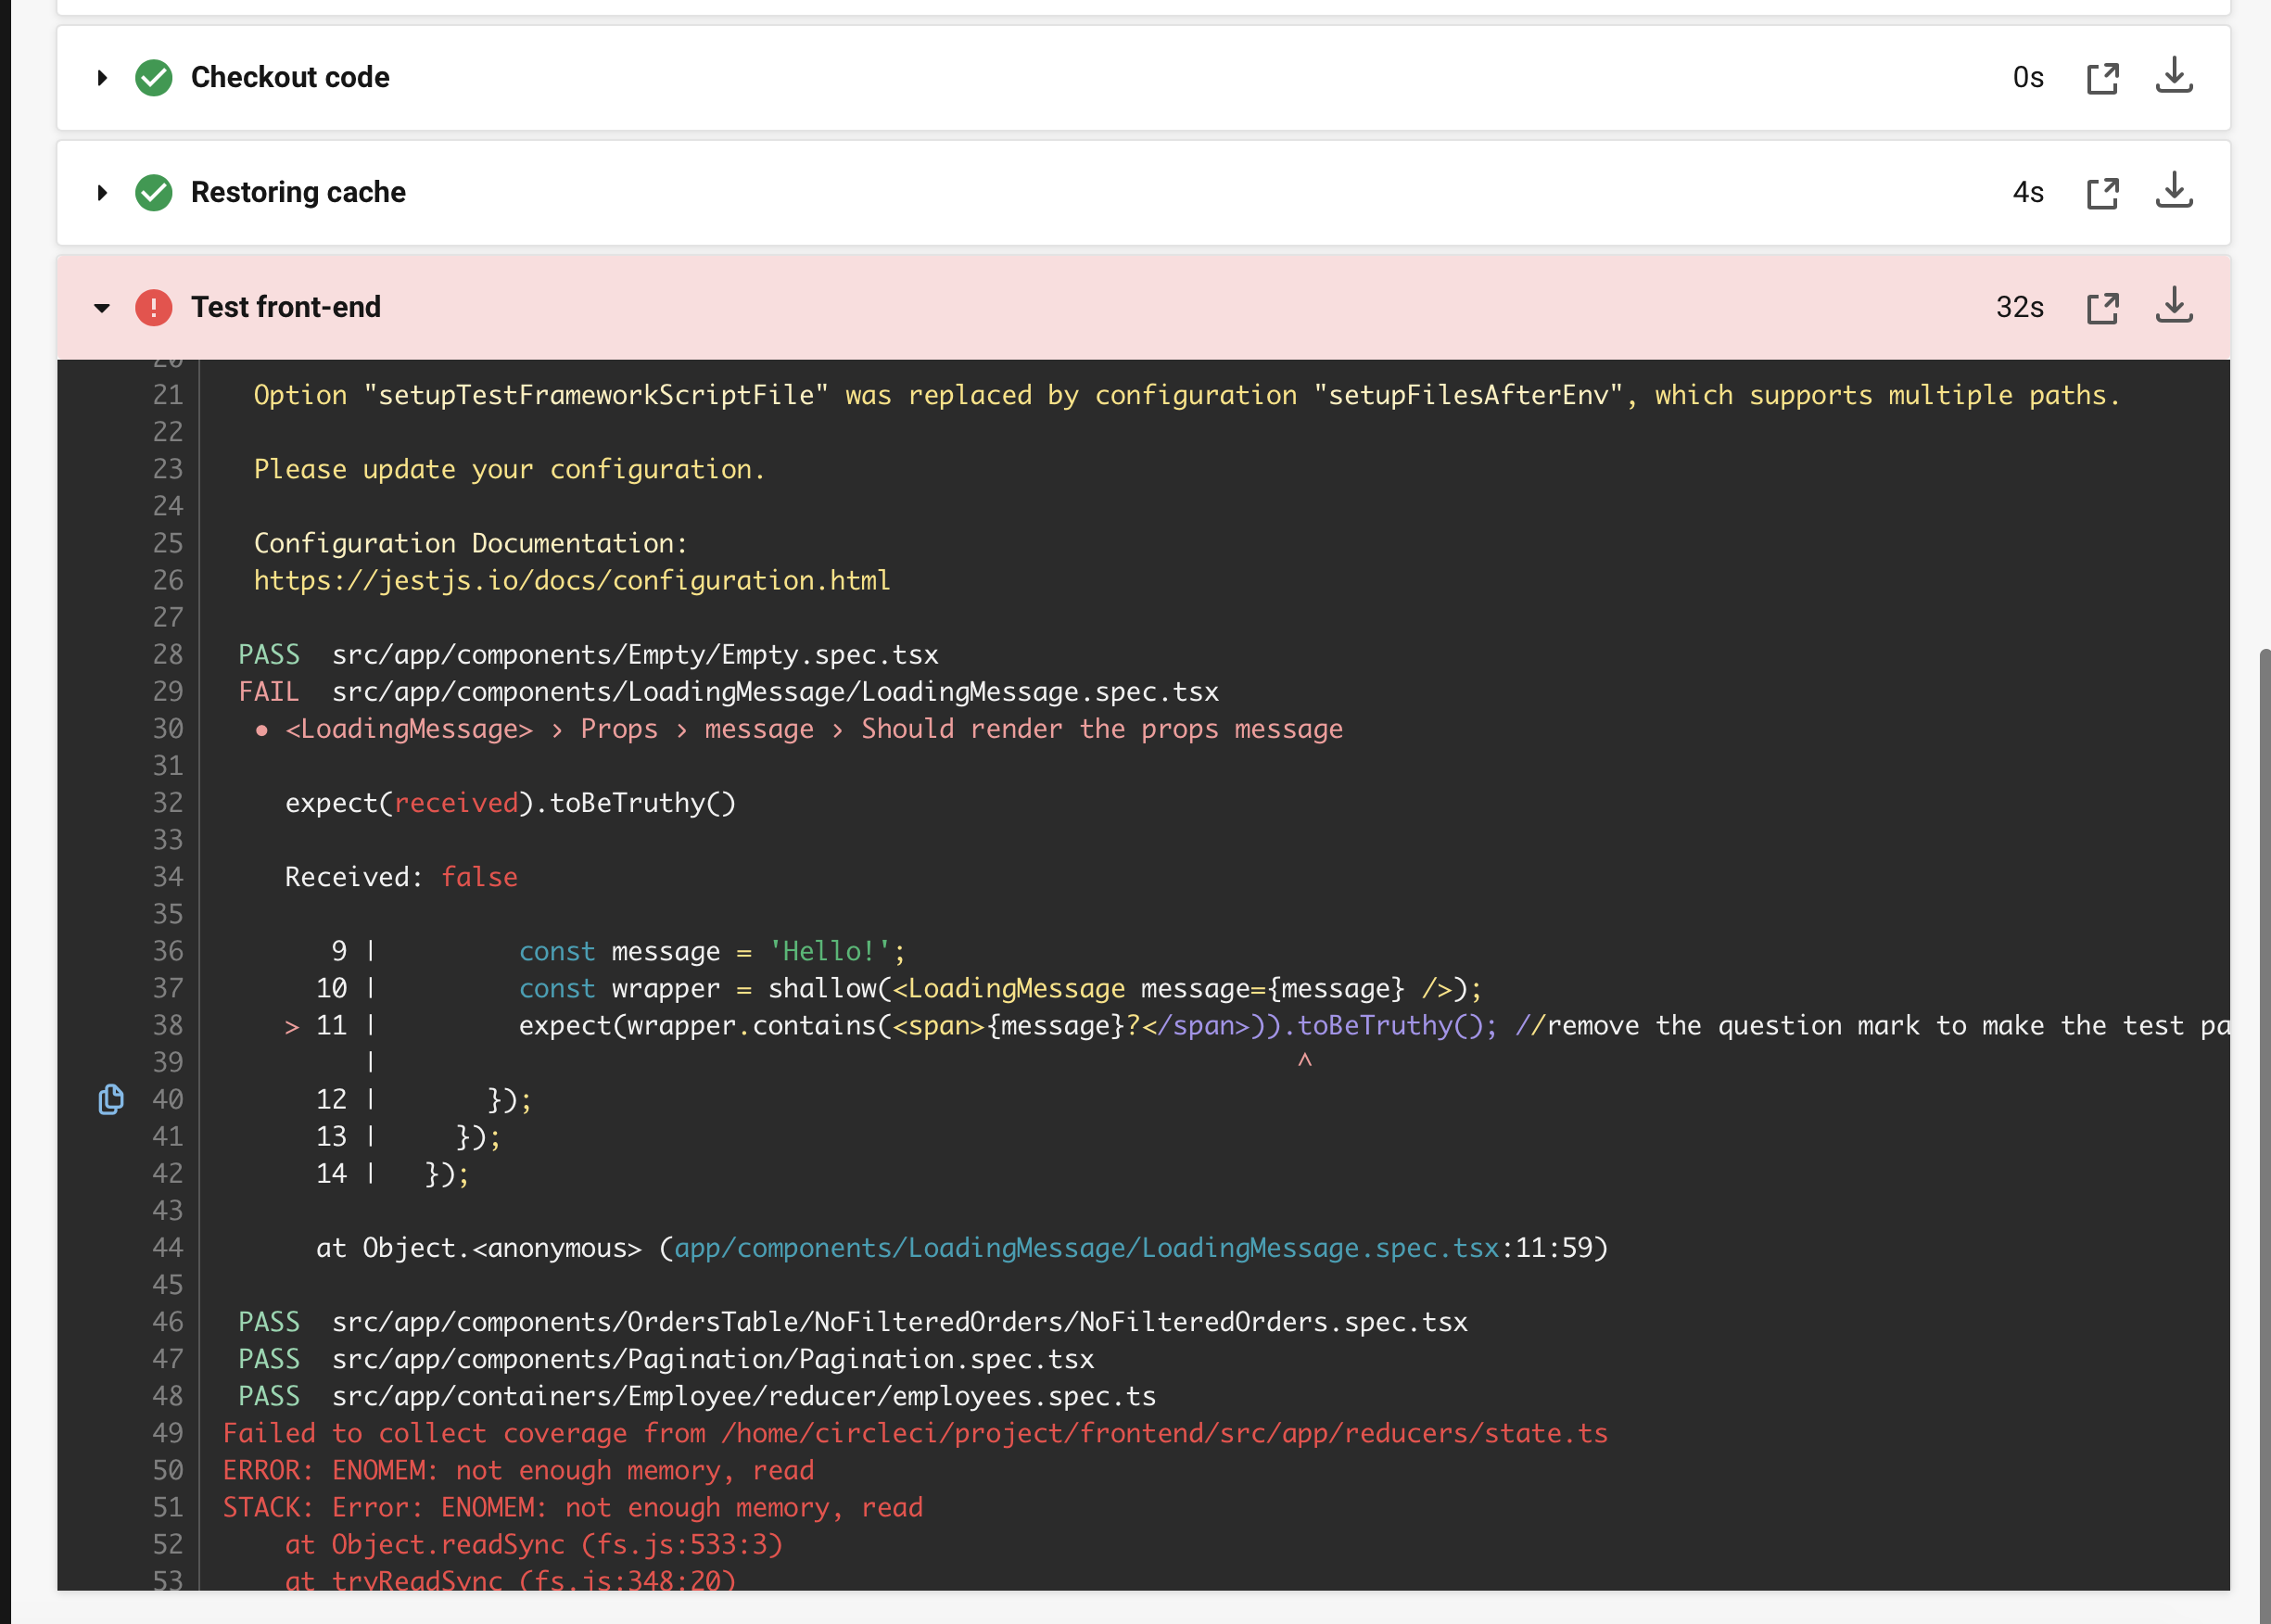 Checkout code 0s
Restoring cache 4s
Test front-end 32s
20
21 Option "setupTestFrameworkScriptFile" was replaced by configuration "setupFilesAfterEnv", which supports multiple paths.
22
23 Please update your configuration.
24
25 Configuration Documentation:
26 https://jestjs.io/docs/configuration.html
27
28 PASS src/app/components/Empty/Empty.spec.tsx
29 FAIL src/app/components/LoadingMessage/LoadingMessage.spec.tsx
30 ● <LoadingMessage> › Props › message › Should render the props message
31
32 expect(received).toBeTruthy()
33
34 Received: false
35
36 9 | const message = 'Hello!';
37 10 | const wrapper = shallow(<LoadingMessage message={message} />);
38 > 11 | expect(wrapper.contains(<span>{message}?</span>)).toBeTruthy(); //remove the question mark to make the test pa
39 | ^
40 12 | });
41 13 | });
42 14 | });
43
44 at Object.<anonymous> (app/components/LoadingMessage/LoadingMessage.spec.tsx:11:59)
45
46 PASS src/app/components/OrdersTable/NoFilteredOrders/NoFilteredOrders.spec.tsx
47 PASS src/app/components/Pagination/Pagination.spec.tsx
48 PASS src/app/containers/Employee/reducer/employees.spec.ts
49 Failed to collect coverage from /home/circleci/project/frontend/src/app/reducers/state.ts
50 ERROR: ENOMEM: not enough memory, read
51 STACK: Error: ENOMEM: not enough memory, read
52 at Object.readSync (fs.js:533:3)
53 at tryReadSync (fs.js:348:20)